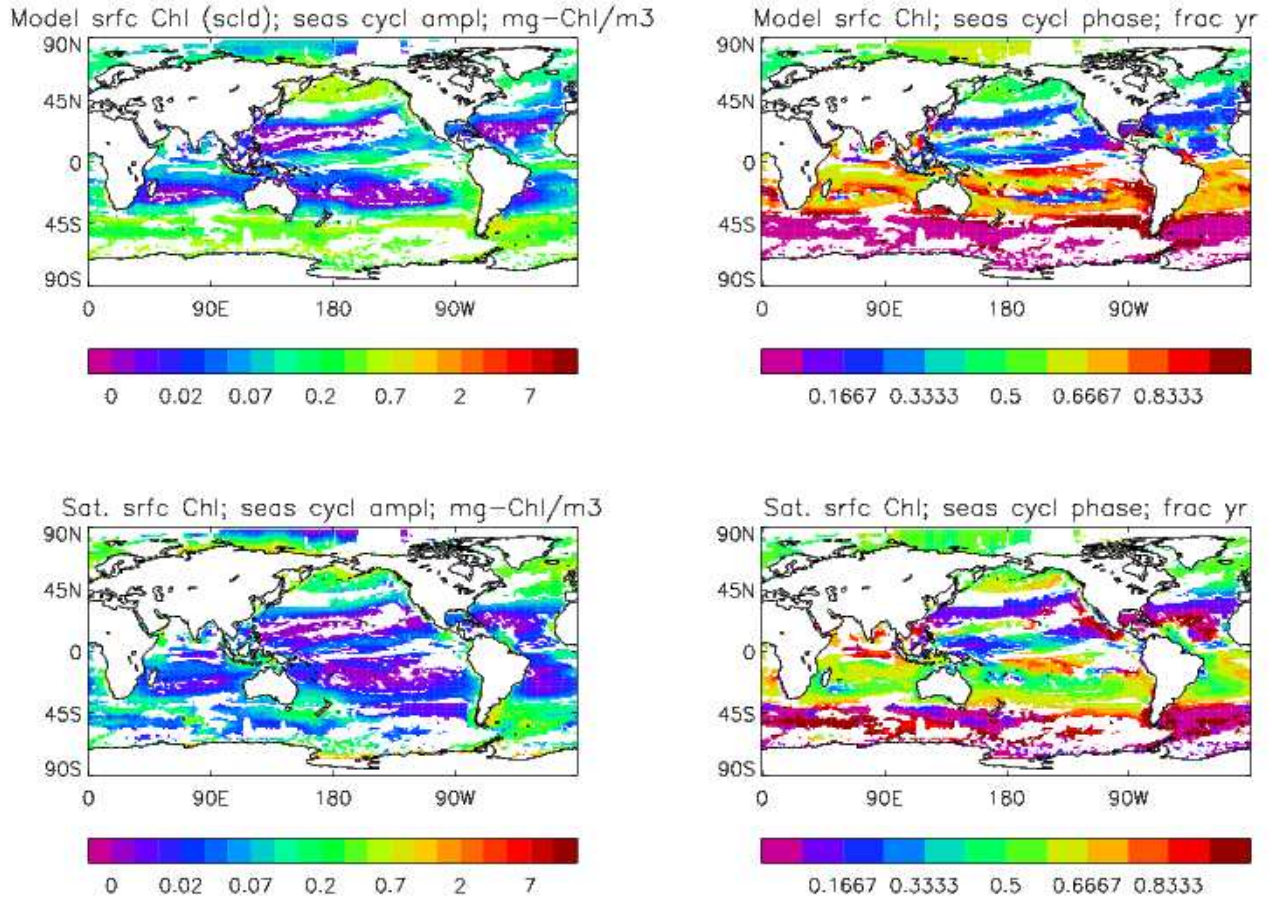 Model srfc Chl (scld); seas cycl ampl; mg-Chl/m3
90N
45N
0
45S
90S
0 90E 180 90W
0 0.02 0.07 0.2 0.7 2 7
Model srfc Chl; seas cycl phase; frac yr
90N
45N
0
45S
90S
0 90E 180 90W
0.1667 0.3333 0.5 0.6667 0.8333
Sat. srfc Chl; seas cycl ampl; mg-Chl/m3
90N
45N
0
45S
90S
0 90E 180 90W
0 0.02 0.07 0.2 0.7 2 7
Sat. srfc Chl; seas cycl phase; frac yr
90N
45N
0
45S
90S
0 90E 180 90W
0.1667 0.3333 0.5 0.6667 0.8333